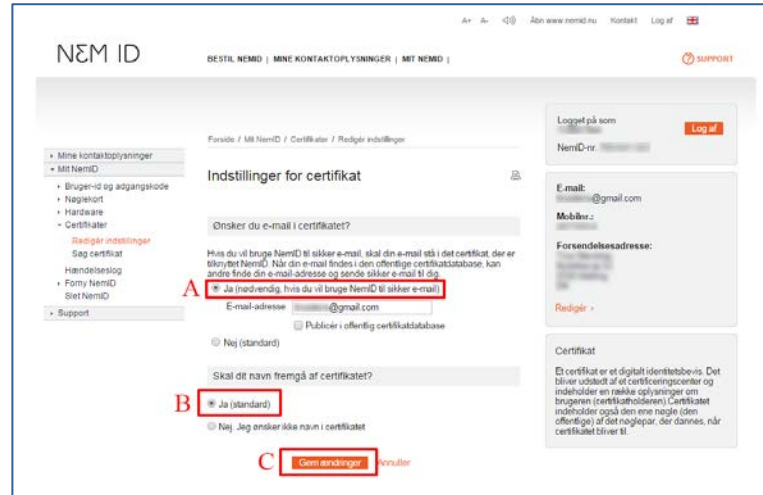 A+ A- Åbn www.nemid.nu Kontakt Log af
NEM ID
BESTIL NEMID | MINE KONTAKTOPLYSNINGER | MIT NEMID |
SUPPORT
Forside / Mit NemID / Certifikater / Redigér indstillinger
Mine kontaktoplysninger
Mit NemID
Bruger-id og adgangskode
Nøglekort
Hardware
Certifikater
Redigér indstillinger
Søg certifikat
Hændelseslog
Forny NemID
Slet NemID
Support
Indstillinger for certifikat
Ønsker du e-mail i certifikatet?
Hvis du vil bruge NemID til sikker e-mail, skal din e-mail stå i det certifikat, der er
tilknyttet NemID. Når din e-mail findes i den offentlige certifikatdatabase, kan
andre finde din e-mail-adresse og sende sikker e-mail til dig.
A
Ja (nødvendig, hvis du vil bruge NemID til sikker e-mail)
E-mail-adresse @gmail.com
Publicér i offentlig certifikatdatabase
Nej (standard)
Skal dit navn fremgå af certifikatet?
B
Ja (standard)
Nej. Jeg ønsker ikke navn i certifikatet
C
Gem ændringer Annuller
Logget på som
Log af
NemID-nr.
E-mail:
@gmail.com
Mobilnr.:
Forsendelsesadresse:
Redigér
Certifikat
Et certifikat er et digitalt identitetsbevis. Det
bliver udstedt af et certificeringscenter og
indeholder en række oplysninger om
brugeren (certifikatholderen).Certifikatet
indeholder også den ene nøgle (den
offentlige) af det nøglepar, der dannes, når
certifikatet bliver til.